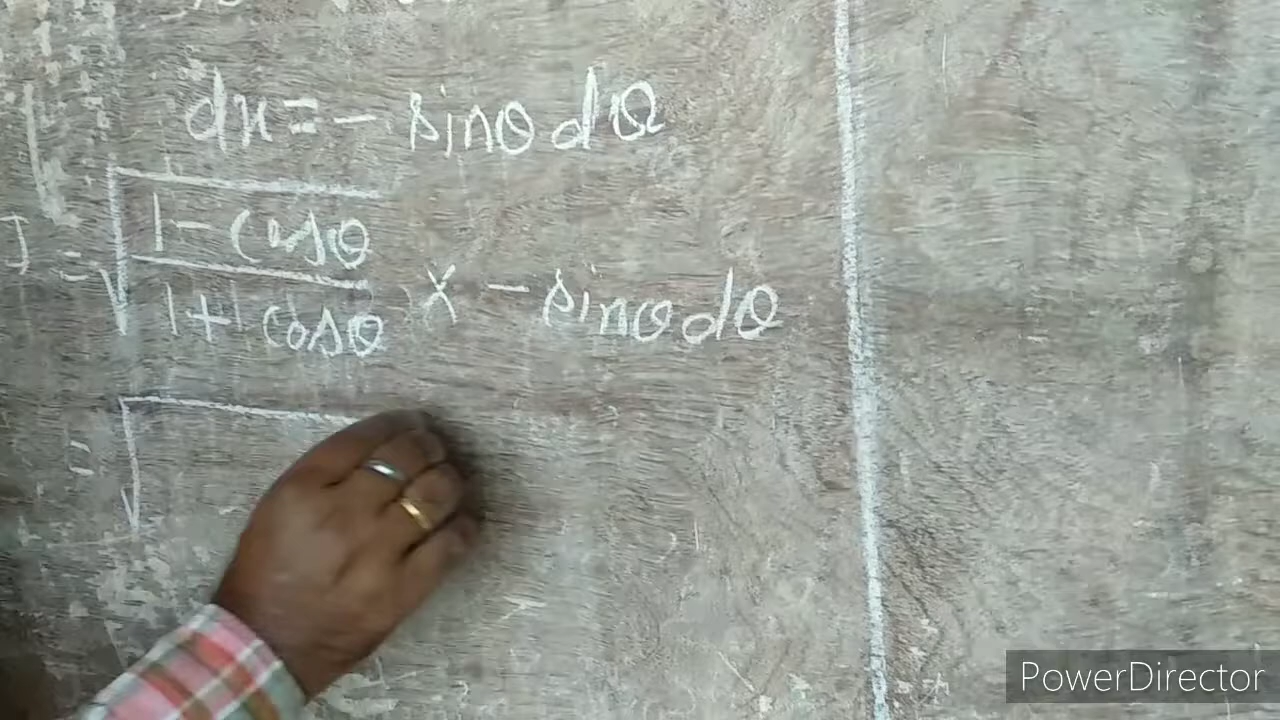 dx = - sinθ dθ
I = √(1 - cosθ / 1 + cosθ) × - sinθ dθ
= √
PowerDirector